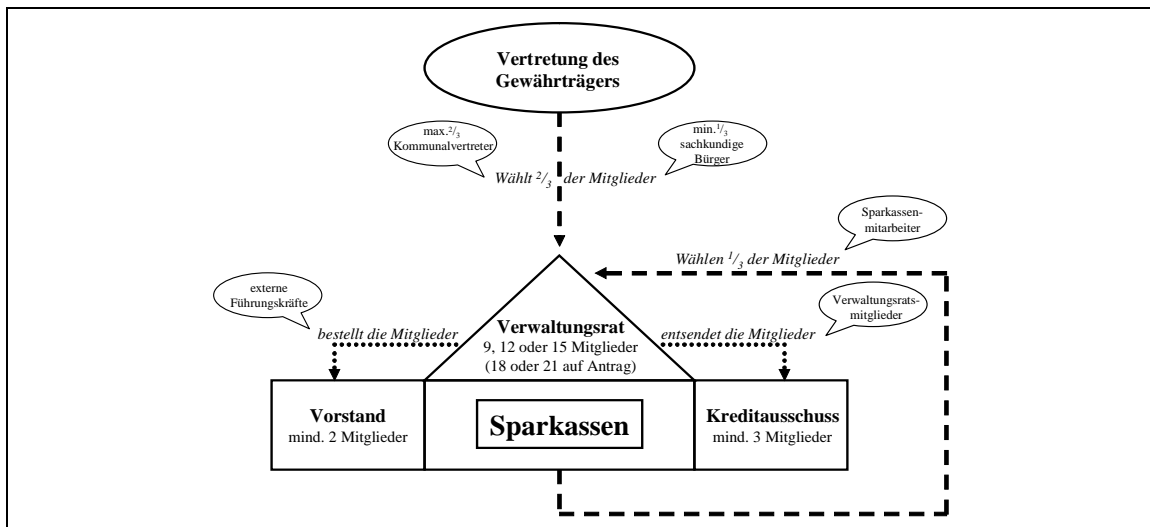 Vertretung des
Gewährträgers
max.²/₃
Kommunalvertreter
min.¹/₃
sachkundige
Bürger
Wählt ²/₃ der Mitglieder
Sparkassen-
mitarbeiter
Wählen ¹/₃ der Mitglieder
externe
Führungskräfte
Verwaltungsrats-
mitglieder
bestellt die Mitglieder
Verwaltungsrat
9, 12 oder 15 Mitglieder
(18 oder 21 auf Antrag)
entsendet die Mitglieder
Vorstand
mind. 2 Mitglieder
Sparkassen
Kreditausschuss
mind. 3 Mitglieder